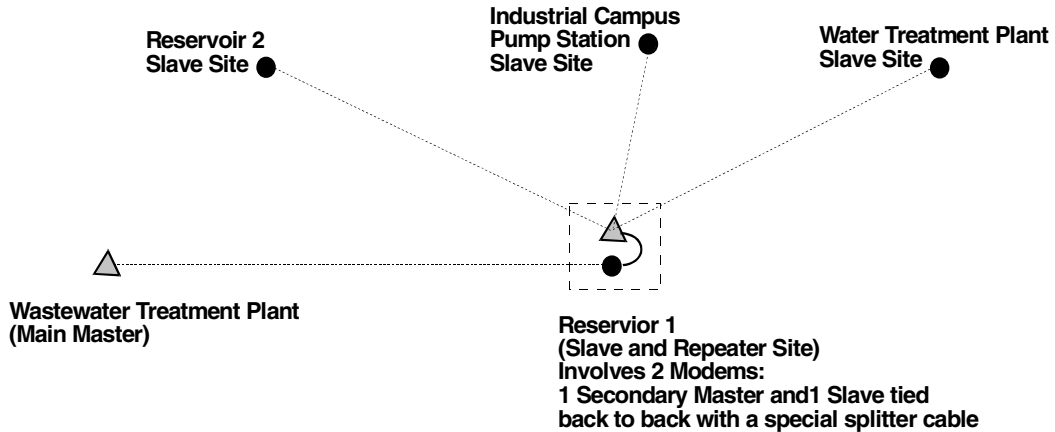 Reservoir 2
Slave Site
Industrial Campus
Pump Station
Slave Site
Water Treatment Plant
Slave Site
Wastewater Treatment Plant
(Main Master)
Reservior 1
(Slave and Repeater Site)
Involves 2 Modems:
1 Secondary Master and1 Slave tied
back to back with a special splitter cable